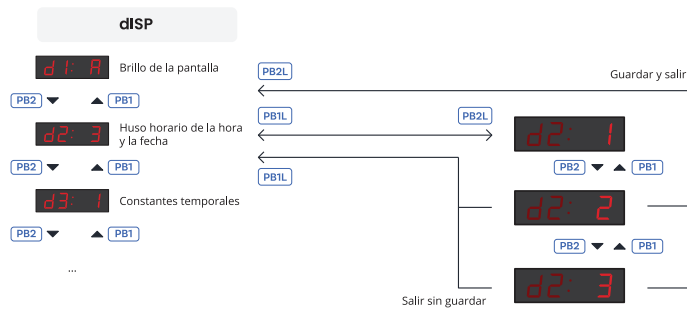 dISP
d1: A
Brillo de la pantalla
PB2L
Guardar y salir
PB2
PB1
PB1L
PB2L
d2: 3
Huso horario de la hora
y la fecha
d2: 1
PB2
PB1
PB1L
PB2
PB1
d3: 1
Constantes temporales
d2: 2
PB2
PB1
PB2
PB1
...
d2: 3
Salir sin guardar